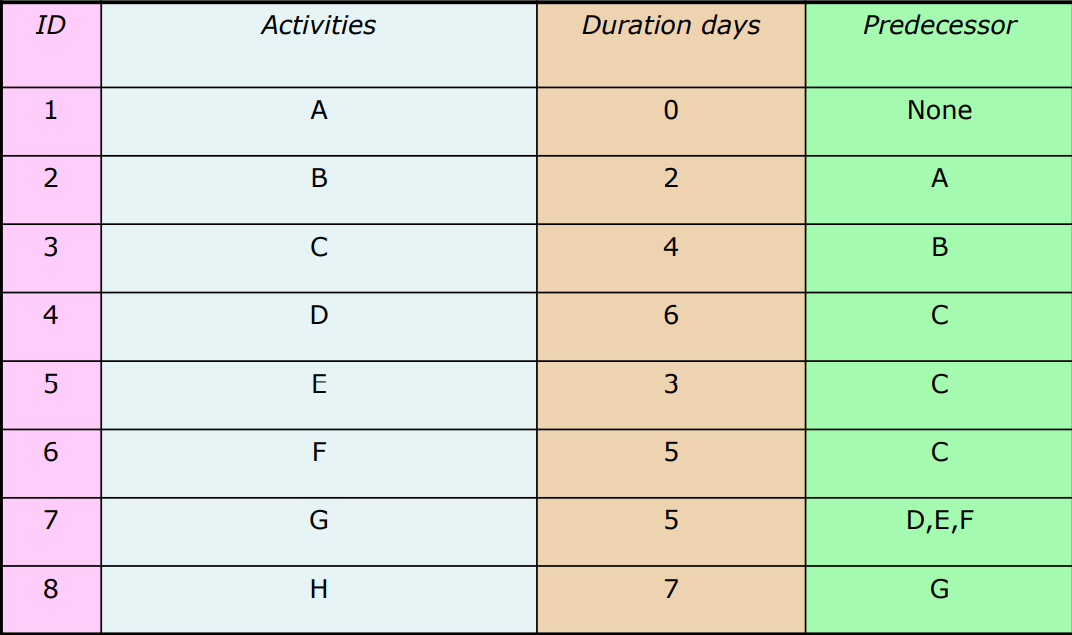 ID Activities Duration days Predecessor
1 A 0 None
2 B 2 A
3 C 4 B
4 D 6 C
5 E 3 C
6 F 5 C
7 G 5 D,E,F
8 H 7 G